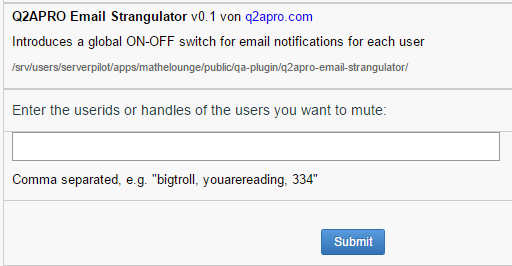 Q2APRO Email Strangulator v0.1 von q2apro.com
Introduces a global ON-OFF switch for email notifications for each user
/srv/users/serverpilot/apps/mathelounge/public/qa-plugin/q2apro-email-strangulator/
Enter the userids or handles of the users you want to mute:
Comma separated, e.g. "bigtroll, youarereading, 334"
Submit